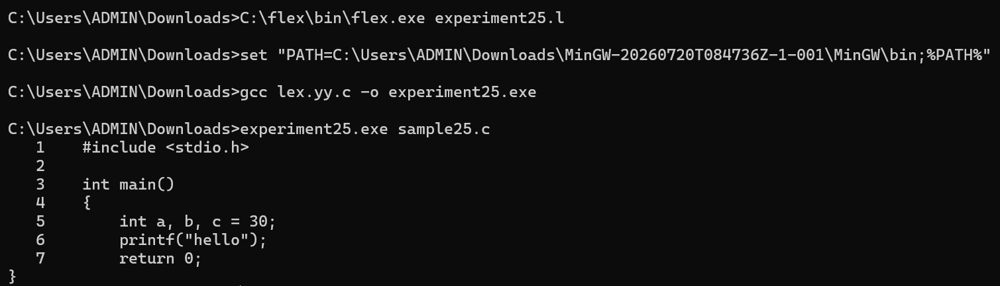 C:\Users\ADMIN\Downloads>C:\flex\bin\flex.exe experiment25.l
C:\Users\ADMIN\Downloads>set "PATH=C:\Users\ADMIN\Downloads\MinGW-20260720T084736Z-1-001\MinGW\bin;%PATH%"
C:\Users\ADMIN\Downloads>gcc lex.yy.c -o experiment25.exe
C:\Users\ADMIN\Downloads>experiment25.exe sample25.c
   1    #include <stdio.h>
   2
   3    int main()
   4    {
   5        int a, b, c = 30;
   6        printf("hello");
   7        return 0;
}